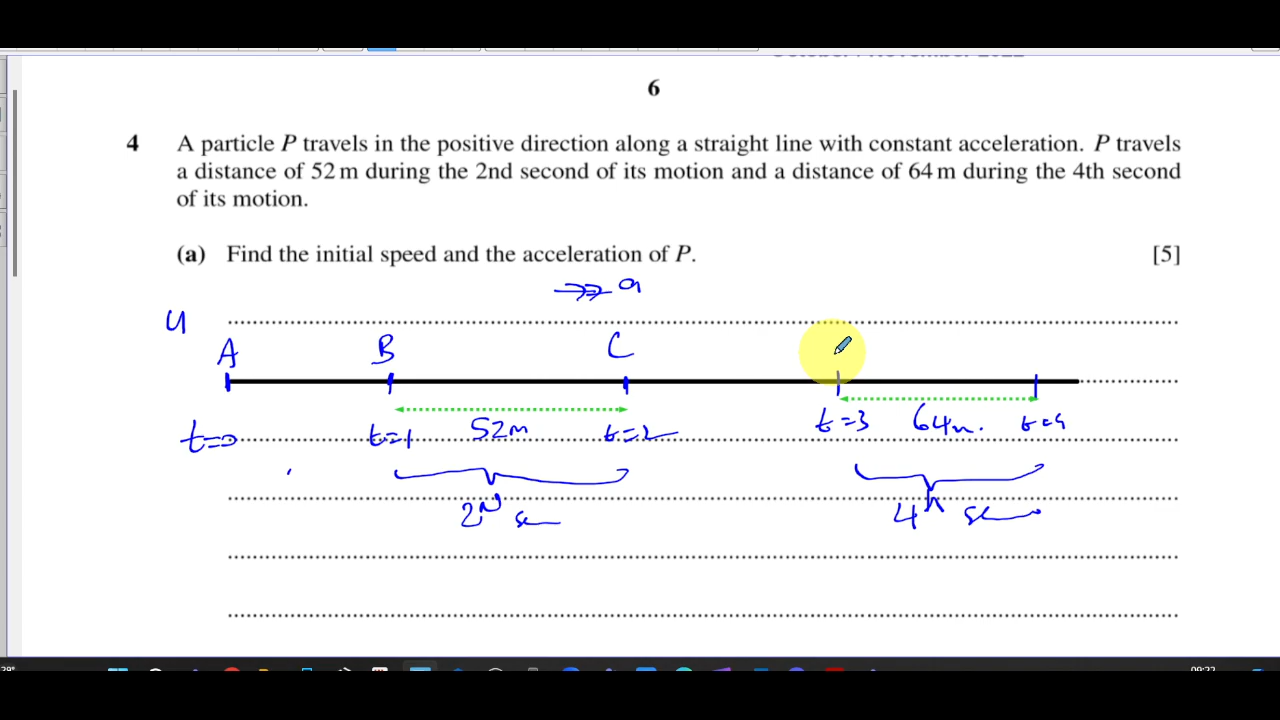 6
4 A particle P travels in the positive direction along a straight line with constant acceleration. P travels
a distance of 52 m during the 2nd second of its motion and a distance of 64 m during the 4th second
of its motion.
(a) Find the initial speed and the acceleration of P. [5]
a
u
A B C
t=0 t=1 52m t=2 t=3 64m. t=4
2nd sec 4th sec
09:22